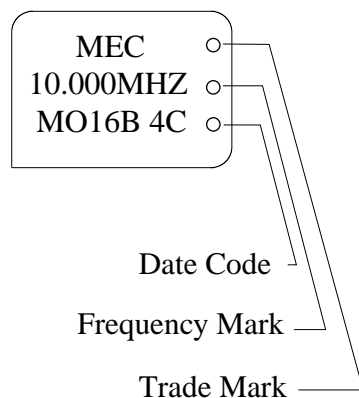 MEC
10.000MHZ
MO16B 4C
Date Code
Frequency Mark
Trade Mark